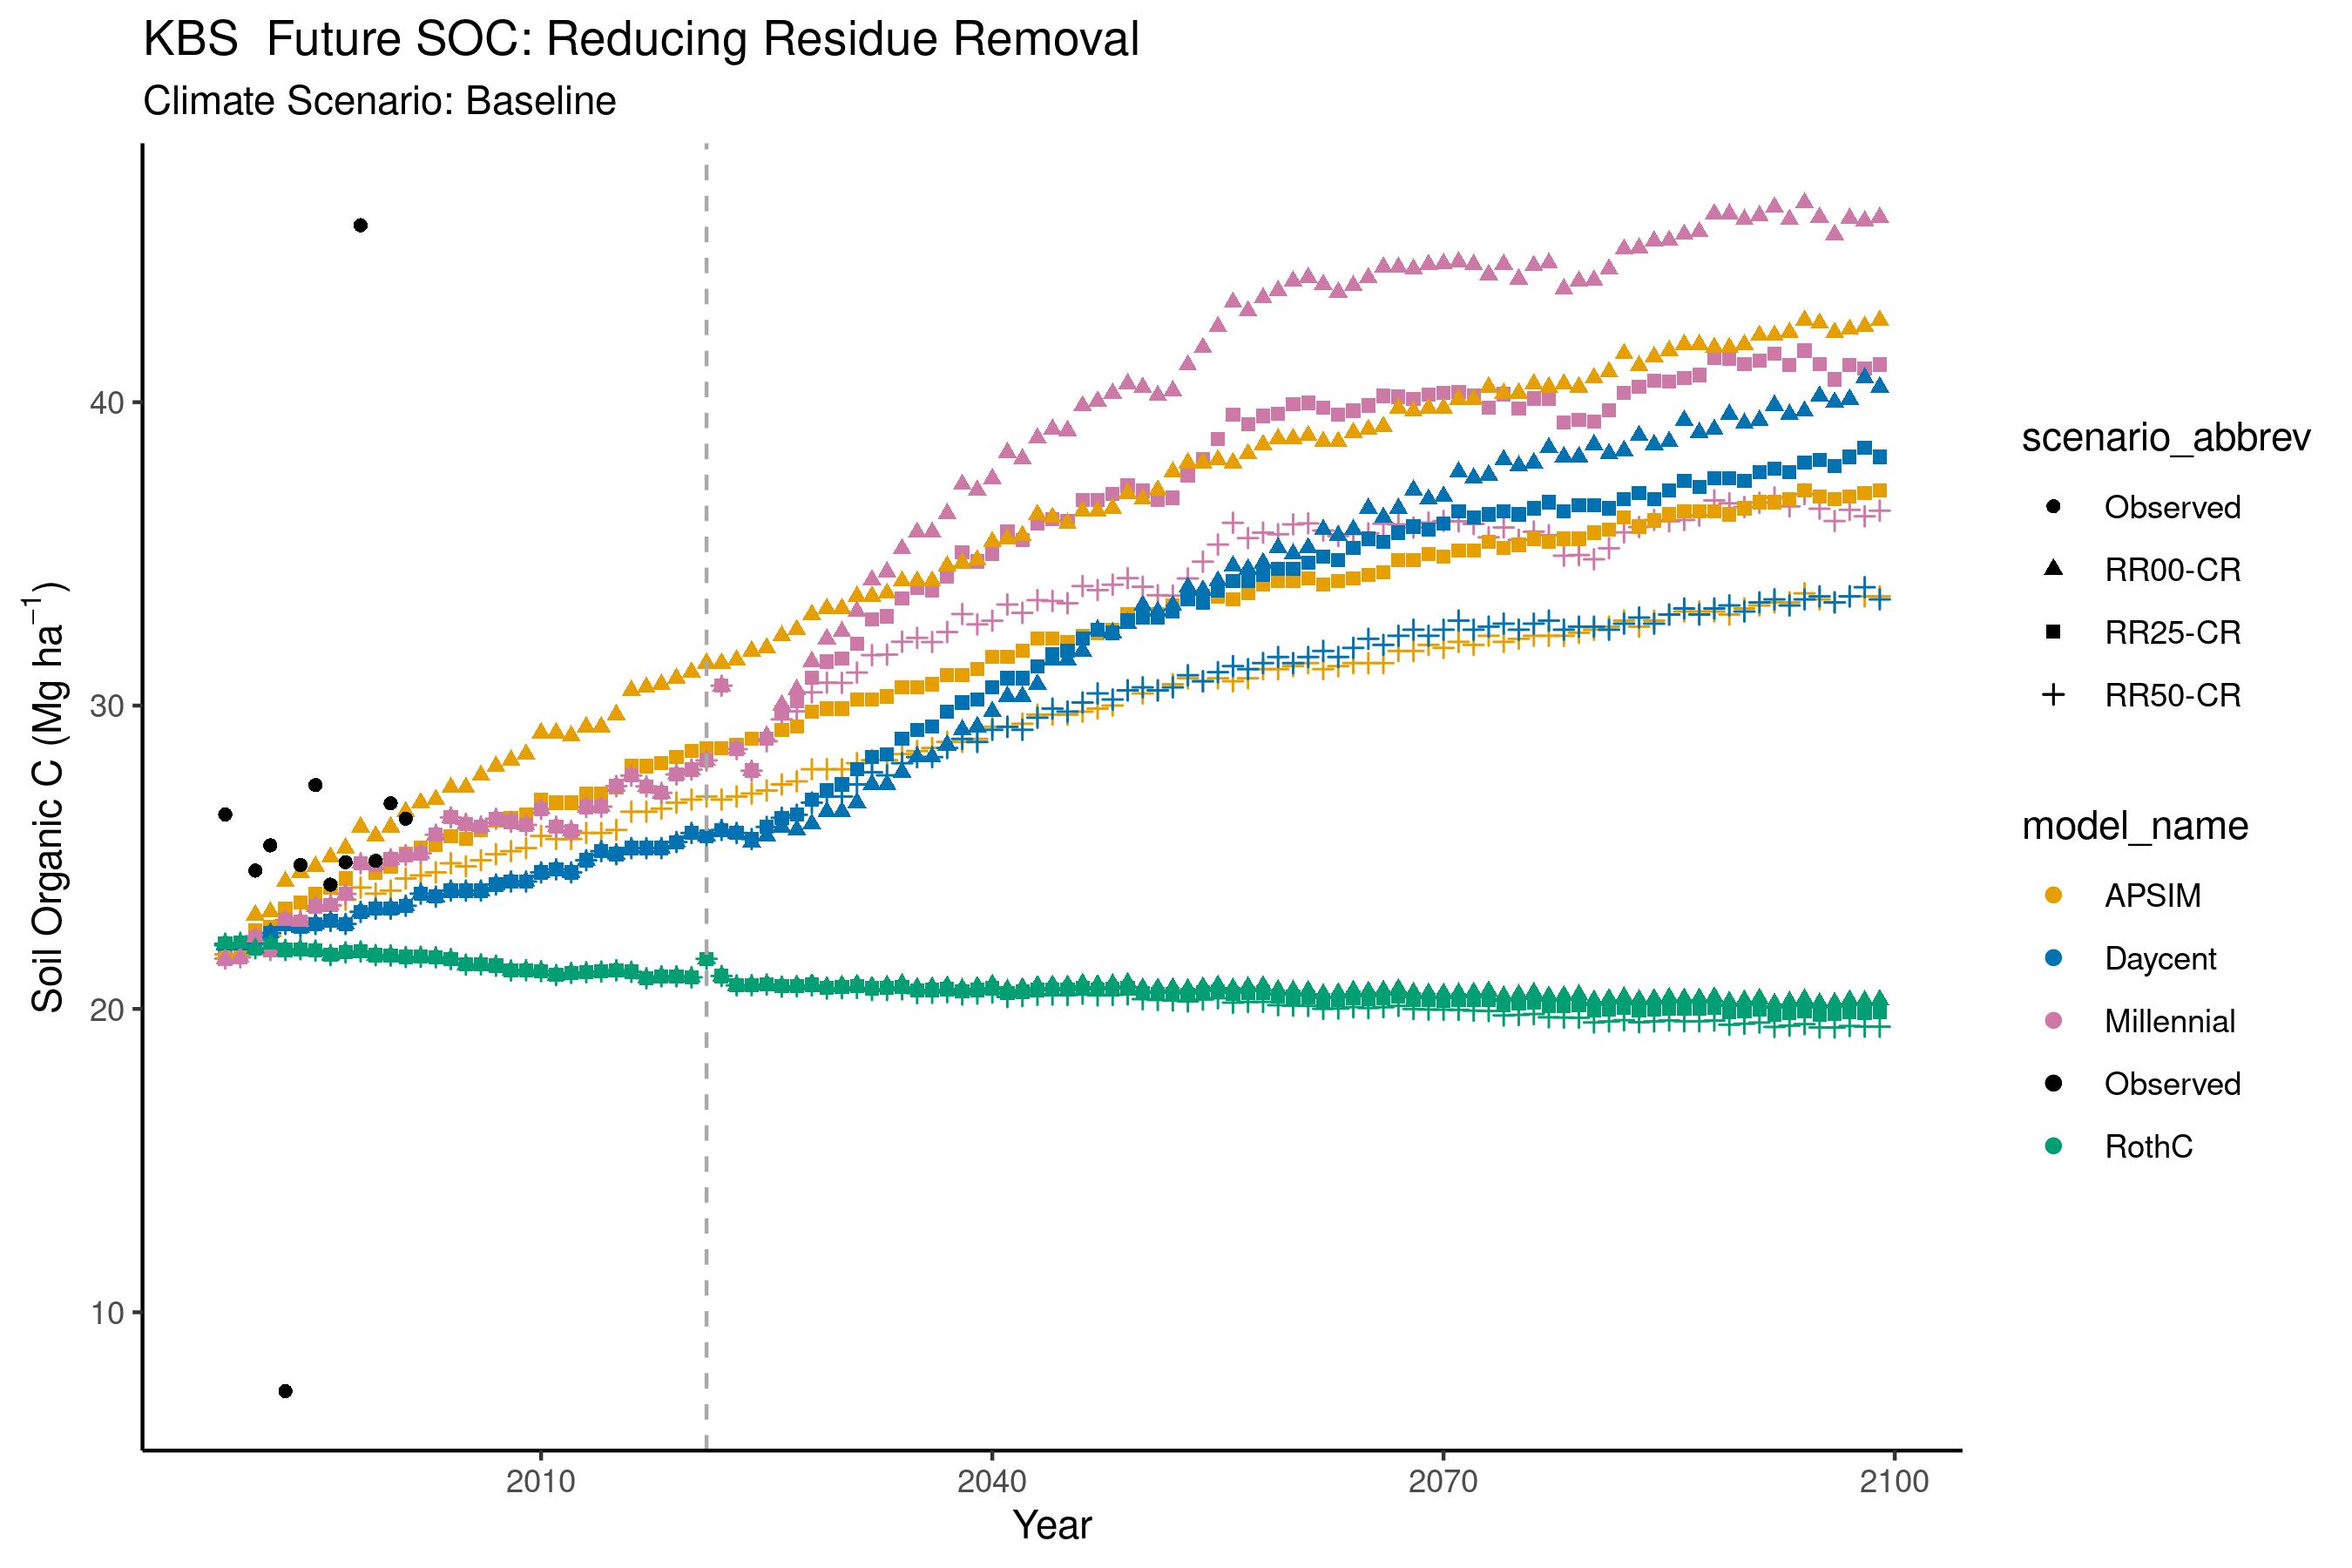 KBS  Future SOC: Reducing Residue Removal
Climate Scenario: Baseline
Soil Organic C (Mg ha⁻¹)
40
30
20
10
2010 2040 2070 2100
Year
scenario_abbrev
Observed
RR00-CR
RR25-CR
RR50-CR
model_name
APSIM
Daycent
Millennial
Observed
RothC